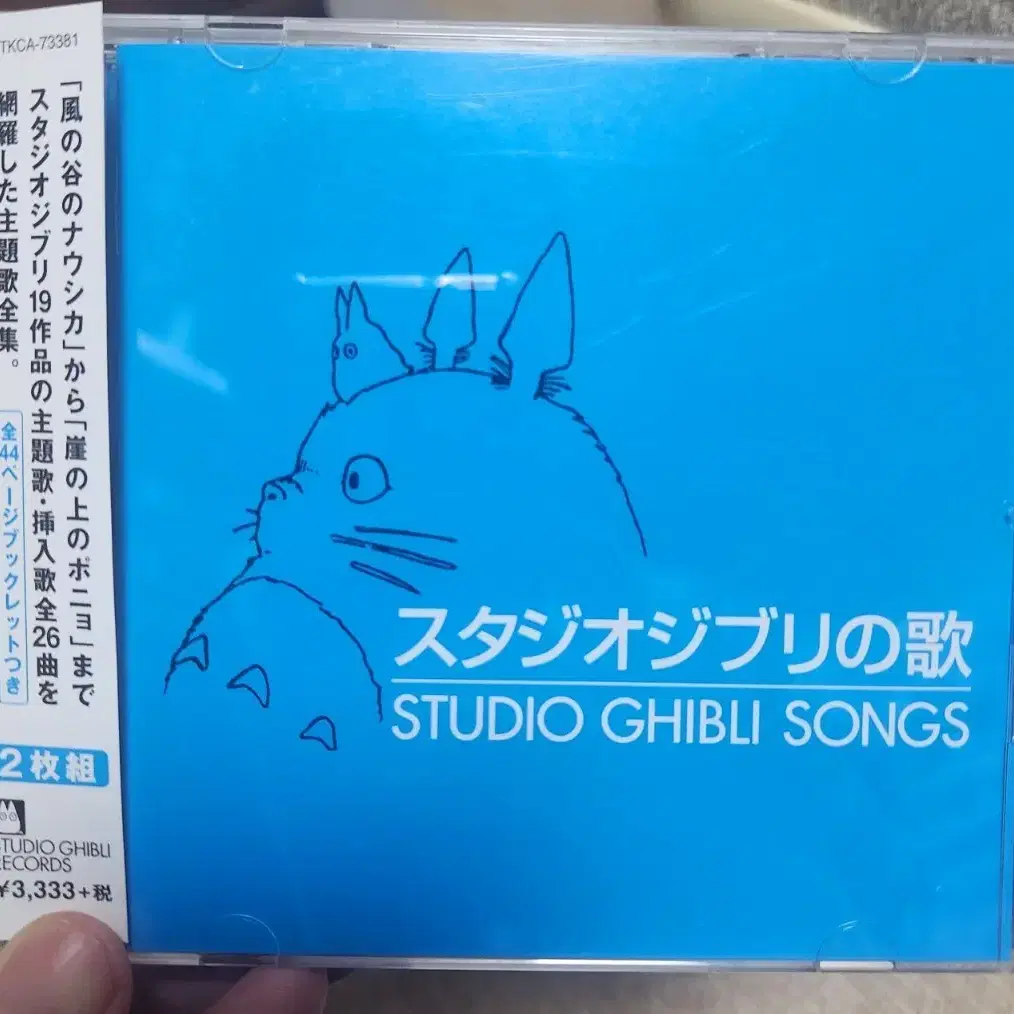 TKCA-73381
「風の谷のナウシカ」から「崖の上のポニョ」まで
スタジオジブリ19作品の主題歌・挿入歌全26曲を
網羅した主題歌全集。
全44ページブックレットつき
2枚組
STUDIO GHIBLI
RECORDS
¥3,333+税
スタジオジブリの歌
STUDIO GHIBLI SONGS